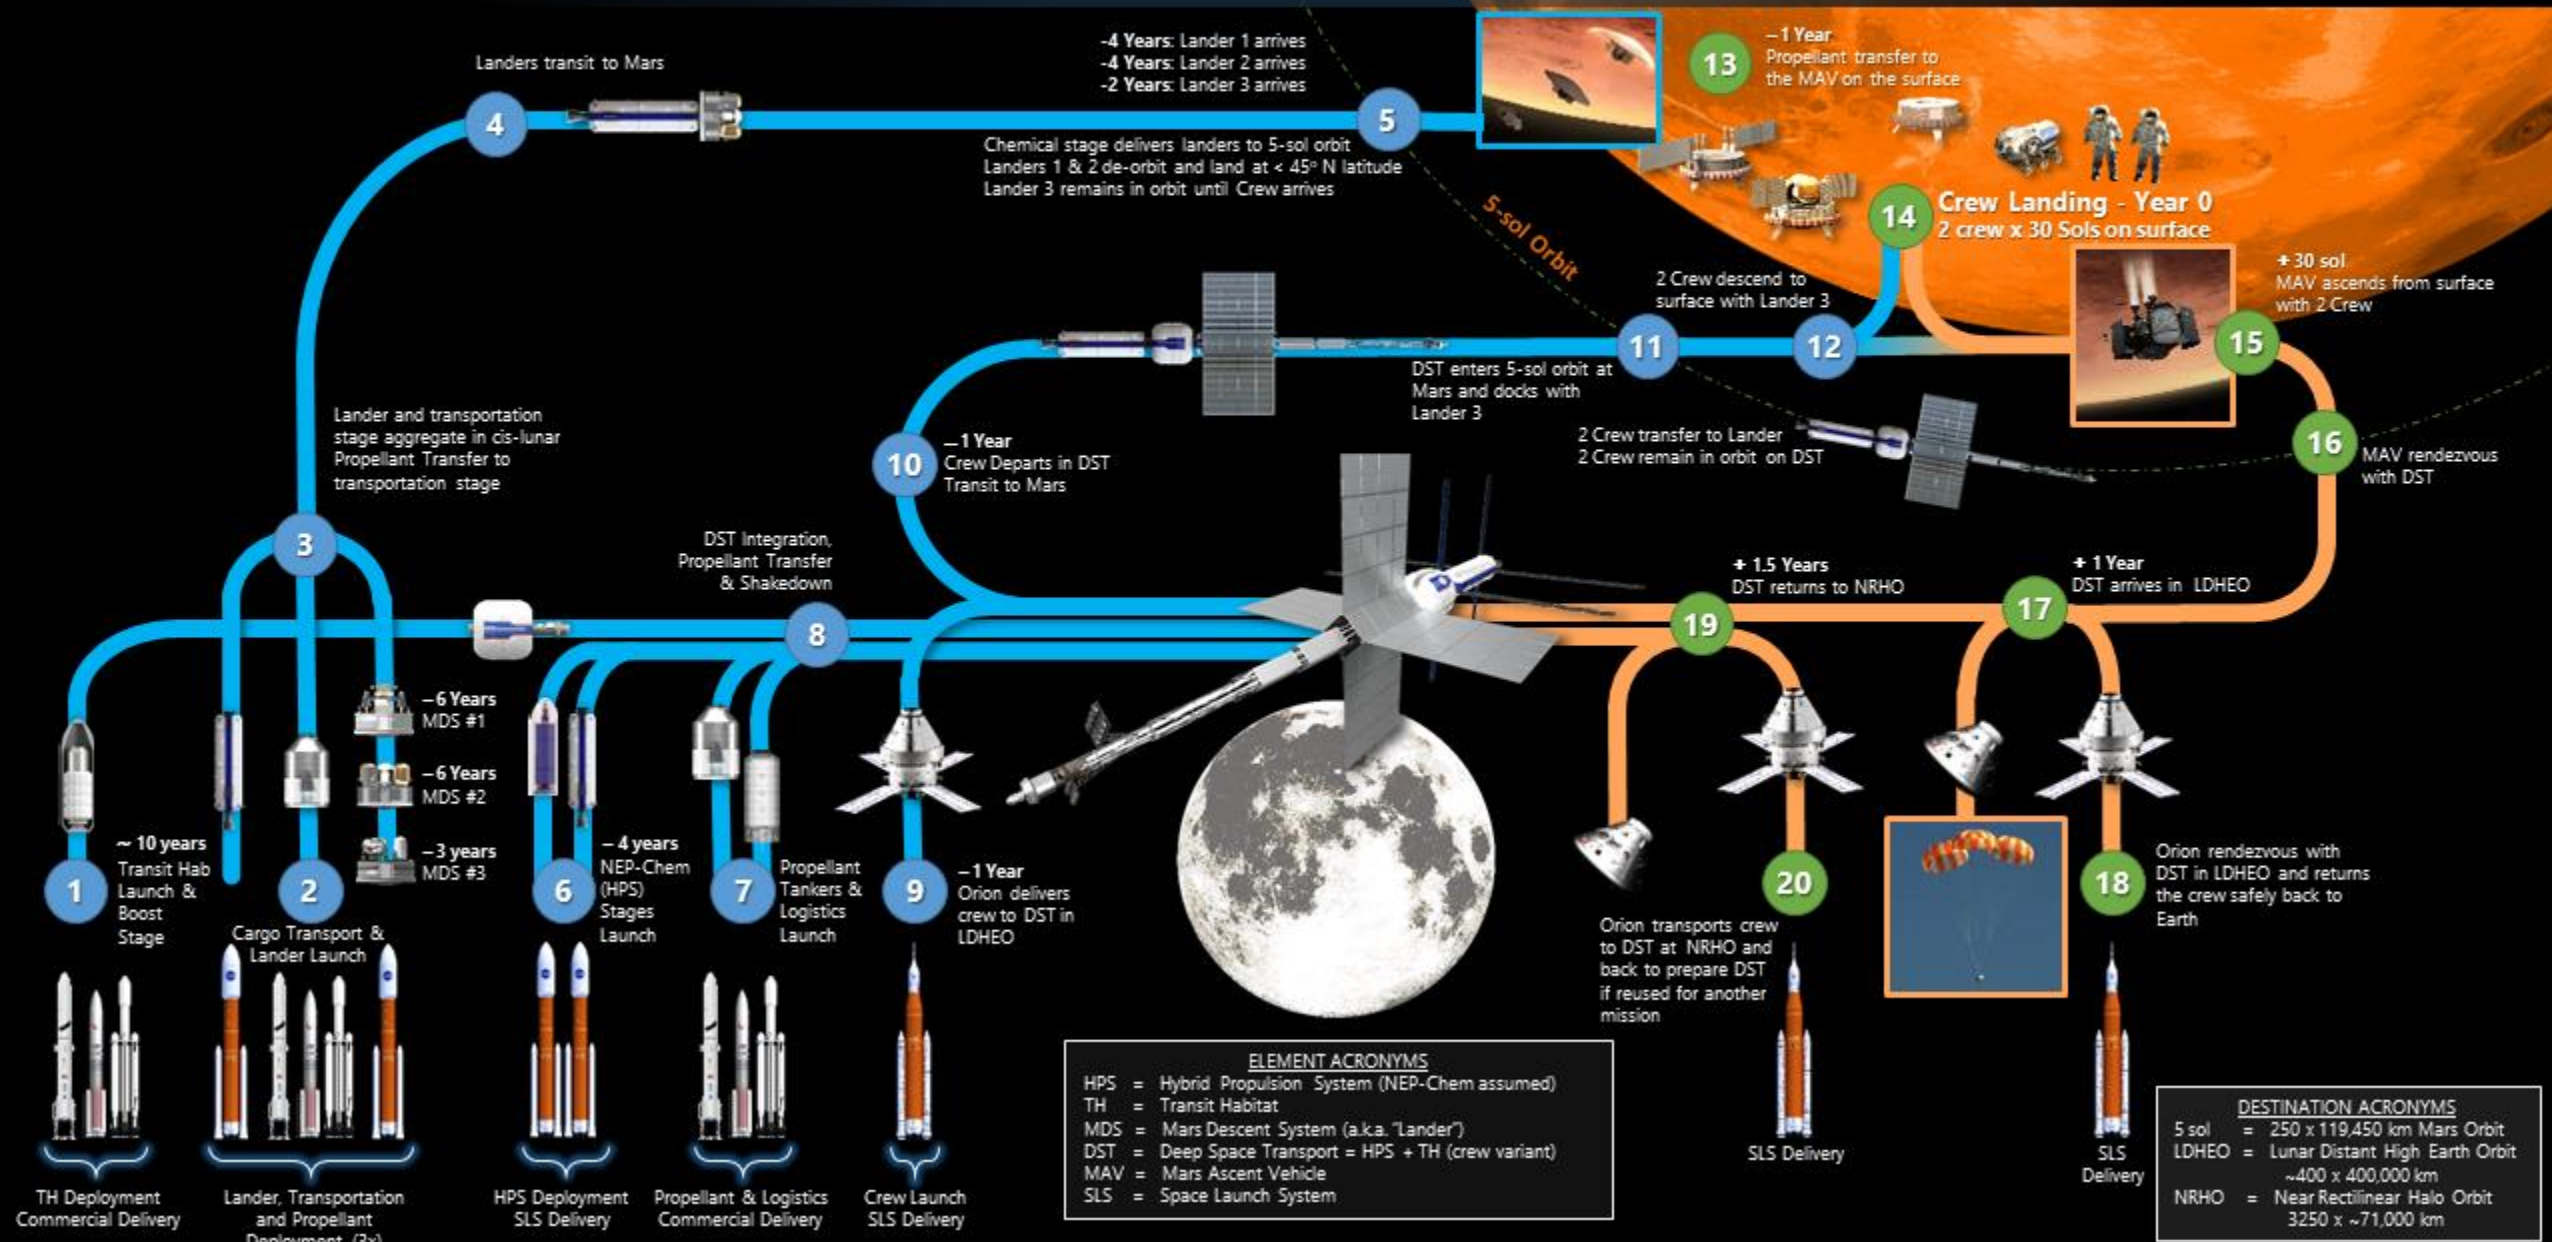 Landers transit to Mars
4
-4 Years: Lander 1 arrives
-4 Years: Lander 2 arrives
-2 Years: Lander 3 arrives
5
Chemical stage delivers landers to 5-sol orbit
Landers 1 & 2 de-orbit and land at < 45º N latitude
Lander 3 remains in orbit until Crew arrives
13
–1 Year
Propellant transfer to
the MAV on the surface
5-sol Orbit
14
Crew Landing - Year 0
2 crew x 30 Sols on surface
2 Crew descend to
surface with Lander 3
11
12
+ 30 sol
MAV ascends from surface
with 2 Crew
15
DST enters 5-sol orbit at
Mars and docks with
Lander 3
2 Crew transfer to Lander
2 Crew remain in orbit on DST
16
MAV rendezvous
with DST
Lander and transportation
stage aggregate in cis-lunar
Propellant Transfer to
transportation stage
3
10
–1 Year
Crew Departs in DST
Transit to Mars
DST Integration,
Propellant Transfer
& Shakedown
8
+ 1.5 Years
DST returns to NRHO
19
+ 1 Year
DST arrives in LDHEO
17
–6 Years
MDS #1
–6 Years
MDS #2
–3 years
MDS #3
1
~ 10 years
Transit Hab
Launch &
Boost
Stage
2
Cargo Transport &
Lander Launch
6
– 4 years
NEP-Chem
(HPS)
Stages
Launch
7
Propellant
Tankers &
Logistics
Launch
9
–1 Year
Orion delivers
crew to DST in
LDHEO
20
Orion transports crew
to DST at NRHO and
back to prepare DST
if reused for another
mission
18
Orion rendezvous with
DST in LDHEO and returns
the crew safely back to
Earth
TH Deployment
Commercial Delivery
Lander, Transportation
and Propellant
Deployment (3x)
HPS Deployment
SLS Delivery
Propellant & Logistics
Commercial Delivery
Crew Launch
SLS Delivery
ELEMENT ACRONYMS
HPS = Hybrid Propulsion System (NEP-Chem assumed)
TH = Transit Habitat
MDS = Mars Descent System (a.k.a. "Lander")
DST = Deep Space Transport = HPS + TH (crew variant)
MAV = Mars Ascent Vehicle
SLS = Space Launch System
SLS Delivery
SLS
Delivery
DESTINATION ACRONYMS
5 sol = 250 x 119,450 km Mars Orbit
LDHEO = Lunar Distant High Earth Orbit
~400 x 400,000 km
NRHO = Near Rectilinear Halo Orbit
3250 x ~71,000 km